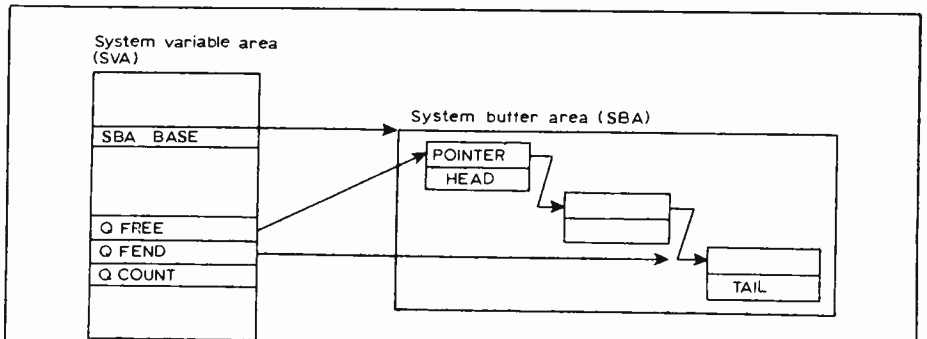 System variable area
(SVA)
SBA BASE
Q FREE
Q FEND
Q COUNT
System buffer area (SBA)
POINTER
HEAD
TAIL